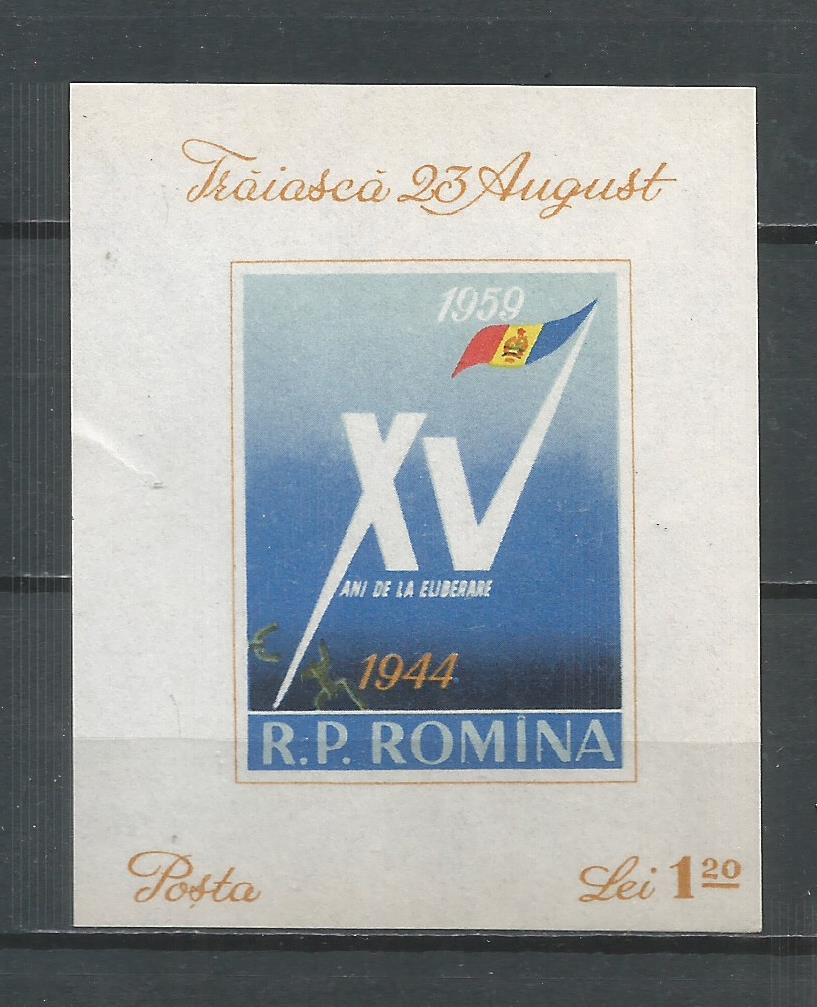 Trăiască 23 August
1959
XV
ANI DE LA ELIBERARE
1944
R.P. ROMÎNA
Poșta
Lei 1 20